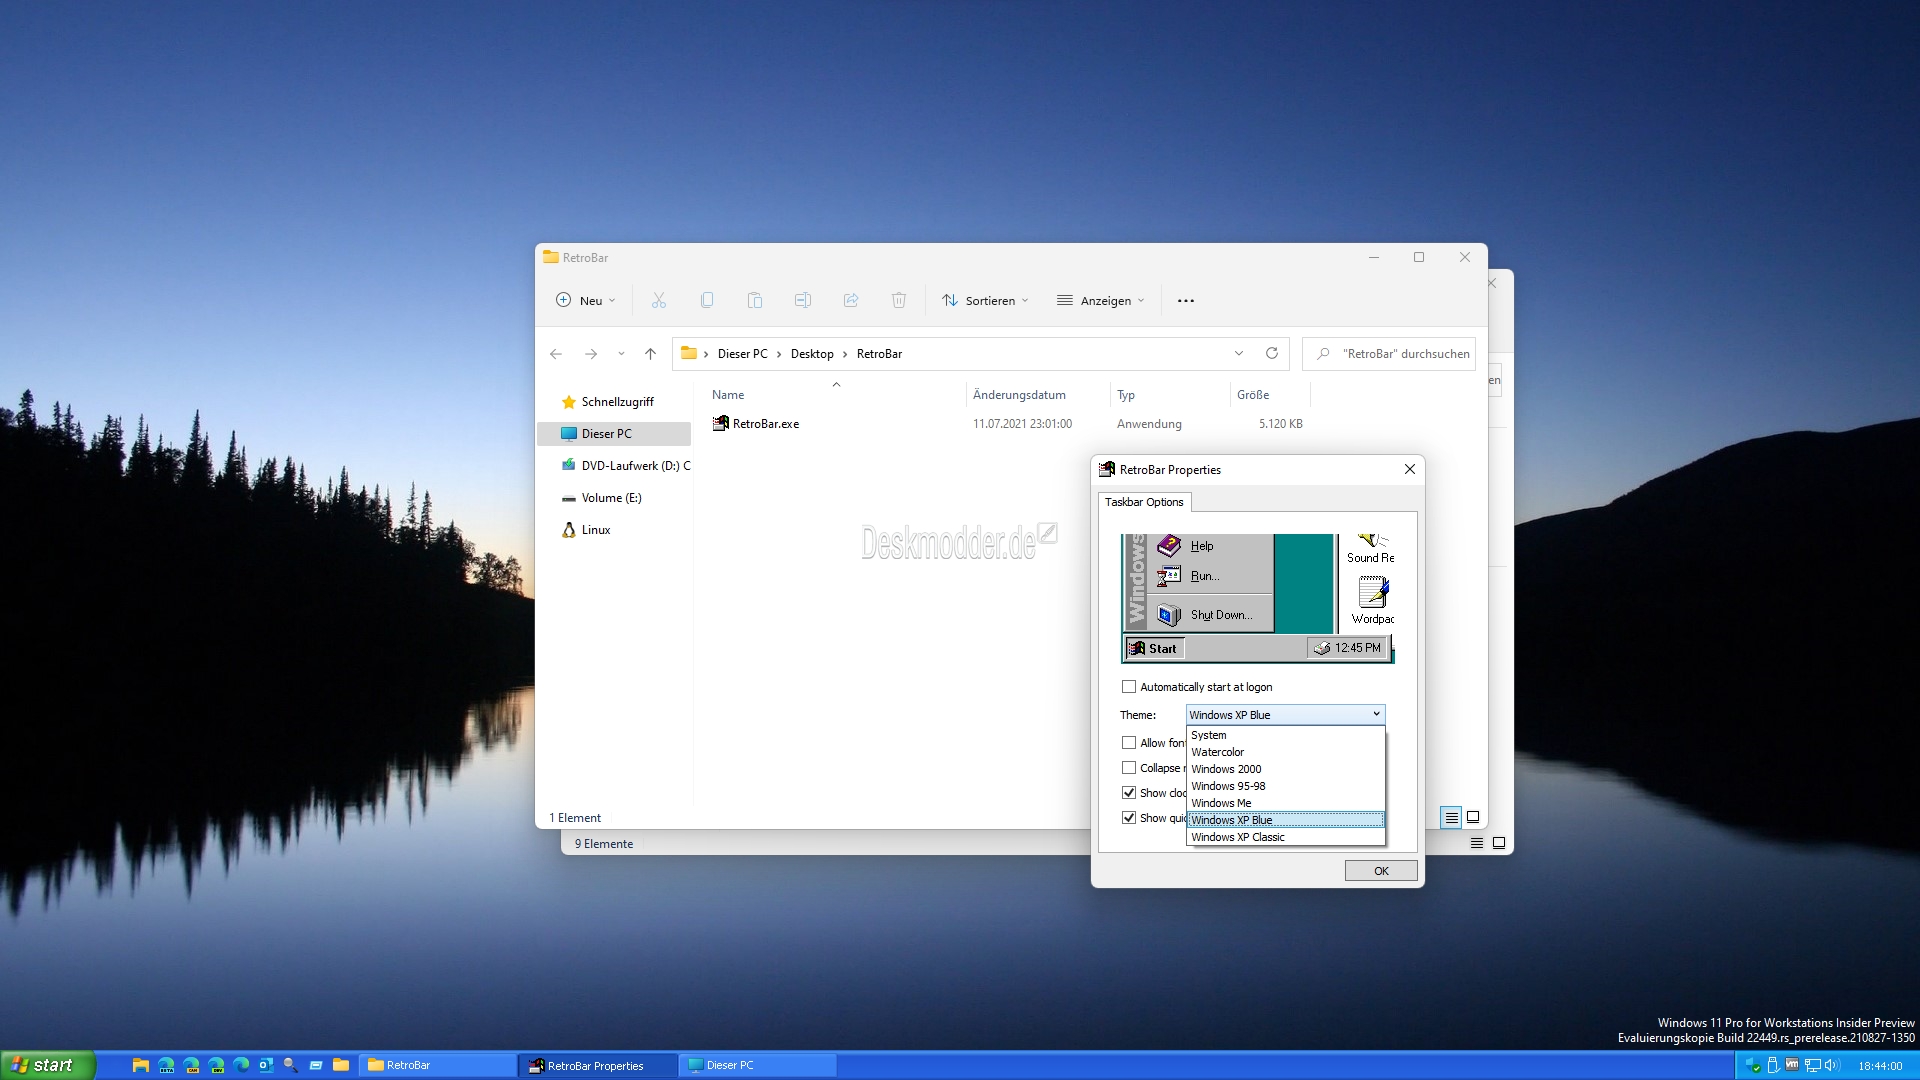 RetroBar
Neu
Sortieren
Anzeigen
Dieser PC
Desktop
RetroBar
"RetroBar" durchsuchen
en
Name
Änderungsdatum
Typ
Größe
Schnellzugriff
Dieser PC
DVD-Laufwerk (D:) C
Volume (E:)
Linux
RetroBar.exe
11.07.2021 23:01:00
Anwendung
5.120 KB
Deskmodder.de
1 Element
9 Elemente
RetroBar Properties
Taskbar Options
Windows
Help
Run...
Shut Down...
Sound Re
Wordpad
Start
12:45 PM
Automatically start at logon
Theme:
Windows XP Blue
Allow fon
Collapse
Show cloc
Show quic
System
Watercolor
Windows 2000
Windows 95-98
Windows Me
Windows XP Blue
Windows XP Classic
OK
Windows 11 Pro for Workstations Insider Preview
Evaluierungskopie Build 22449.rs_prerelease.210827-1350
start
RetroBar
RetroBar Properties
Dieser PC
18:44:00